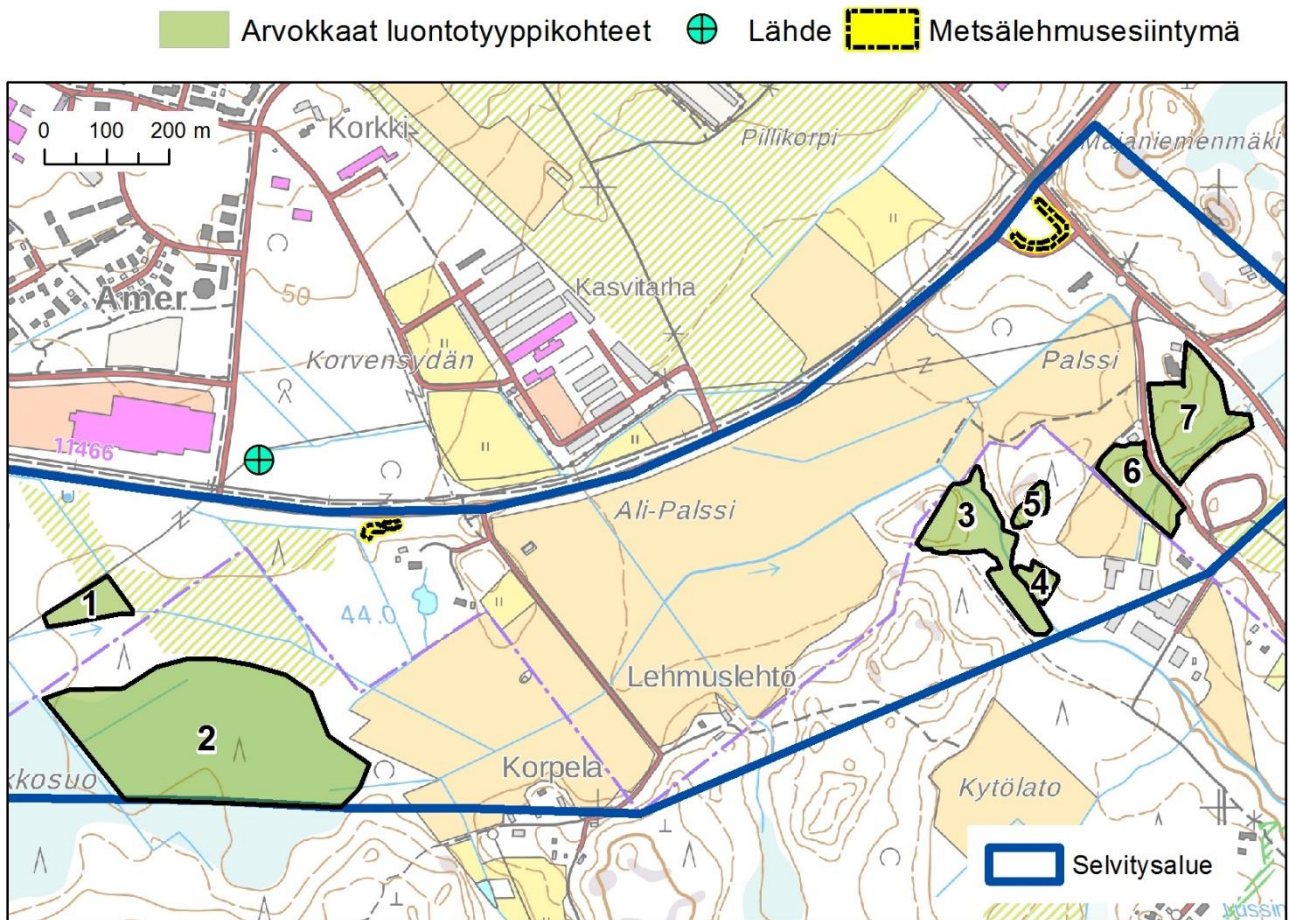 Arvokkaat luontotyyppikohteet Lähde Metsälehmusesiintymä
0 100 200 m
Korkki-
Pillikorpi
Majaniemenmäki
50
Kasvitarha
Amer
Korvensydän
Palssi
11466
7
6
Ali-Palssi
5
3
4
1
44.0
Lehmuslehto
2
kkosuo
Korpela
Kytölato
Selvitysalue